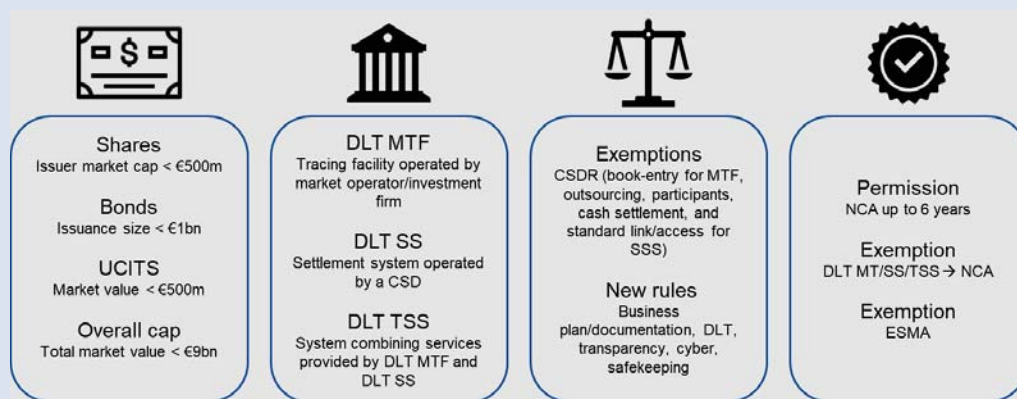 $
Shares
Issuer market cap < €500m
Bonds
Issuance size < €1bn
UCITS
Market value < €500m
Overall cap
Total market value < €9bn
DLT MTF
Tracing facility operated by
market operator/investment
firm
DLT SS
Settlement system operated
by a CSD
DLT TSS
System combining services
provided by DLT MTF and
DLT SS
Exemptions
CSDR (book-entry for MTF,
outsourcing, participants,
cash settlement, and
standard link/access for
SSS)
New rules
Business
plan/documentation, DLT,
transparency, cyber,
safekeeping
Permission
NCA up to 6 years
Exemption
DLT MT/SS/TSS → NCA
Exemption
ESMA